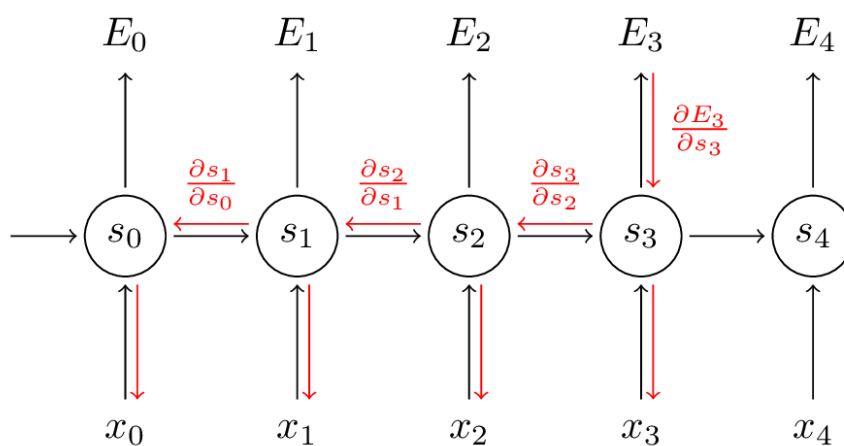 E₀ E₁ E₂ E₃ E₄
∂E₃/∂s₃
∂s₁/∂s₀ ∂s₂/∂s₁ ∂s₃/∂s₂
s₀ s₁ s₂ s₃ s₄
x₀ x₁ x₂ x₃ x₄